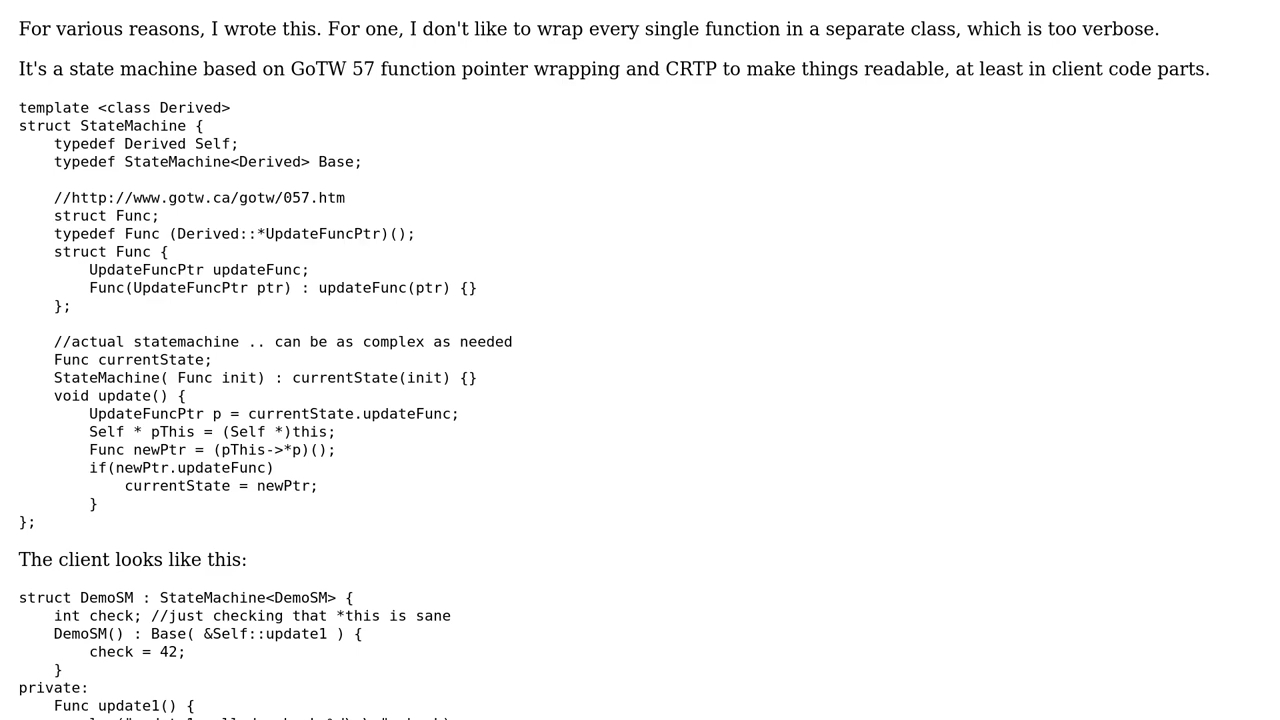 For various reasons, I wrote this. For one, I don't like to wrap every single function in a separate class, which is too verbose.
It's a state machine based on GoTW 57 function pointer wrapping and CRTP to make things readable, at least in client code parts.
template <class Derived>
struct StateMachine {
    typedef Derived Self;
    typedef StateMachine<Derived> Base;
    //http://www.gotw.ca/gotw/057.htm
    struct Func;
    typedef Func (Derived::*UpdateFuncPtr)();
    struct Func {
        UpdateFuncPtr updateFunc;
        Func(UpdateFuncPtr ptr) : updateFunc(ptr) {}
    };
    //actual statemachine .. can be as complex as needed
    Func currentState;
    StateMachine( Func init) : currentState(init) {}
    void update() {
        UpdateFuncPtr p = currentState.updateFunc;
        Self * pThis = (Self *)this;
        Func newPtr = (pThis->*p)();
        if(newPtr.updateFunc)
            currentState = newPtr;
        }
};
The client looks like this:
struct DemoSM : StateMachine<DemoSM> {
    int check; //just checking that *this is sane
    DemoSM() : Base( &Self::update1 ) {
        check = 42;
    }
private:
    Func update1() {